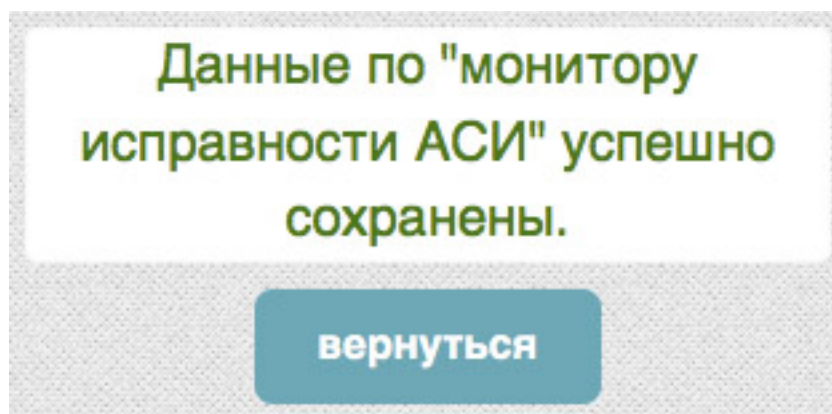 Данные по "монитору
исправности АСИ" успешно
сохранены.
вернуться